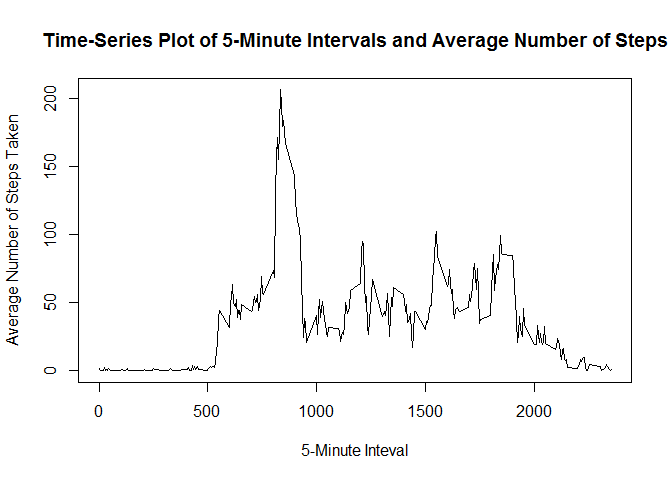 Time-Series Plot of 5-Minute Intervals and Average Number of Steps
Average Number of Steps Taken
200
150
100
50
0
0 500 1000 1500 2000
5-Minute Inteval